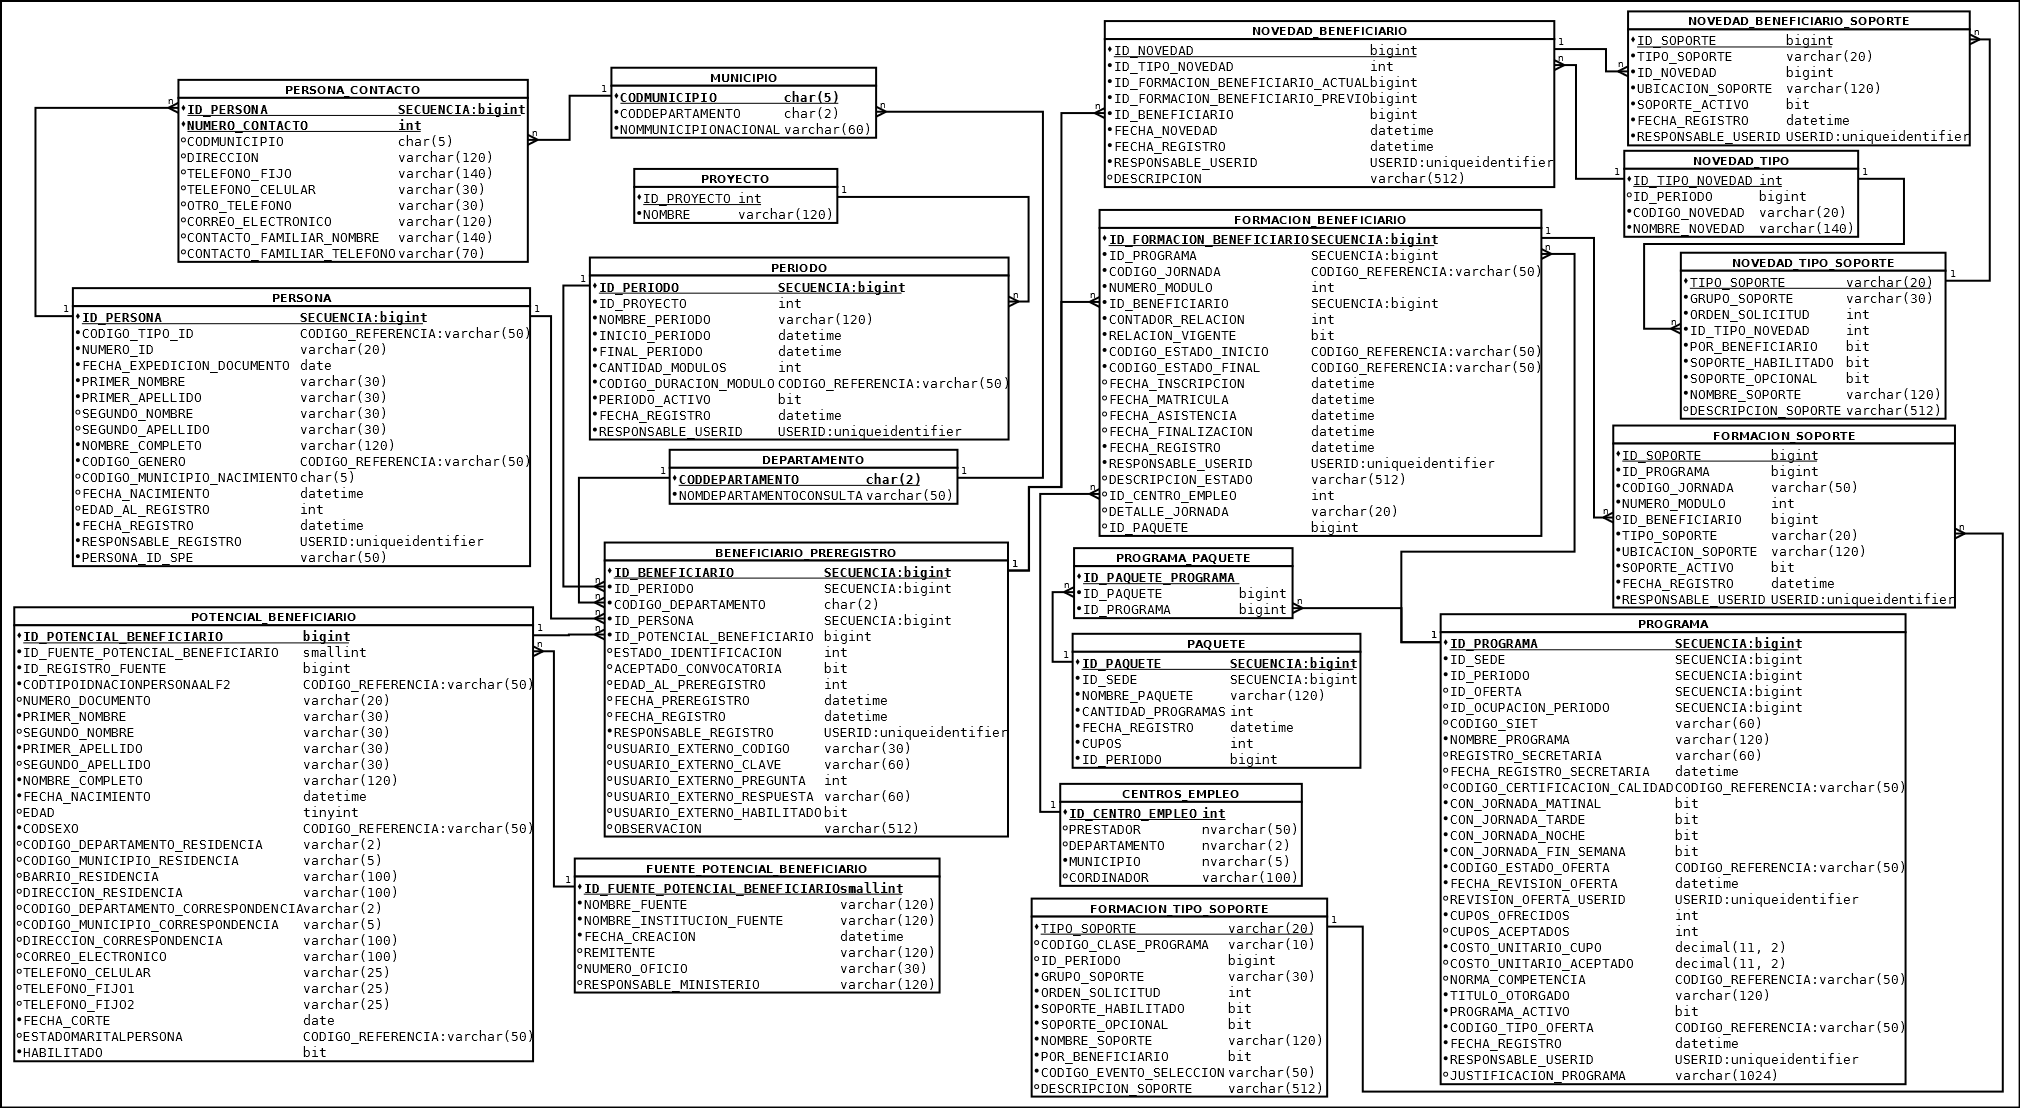 PERSONA_CONTACTO
ID_PERSONA SECUENCIA:bigint
NUMERO_CONTACTO int
CODMUNICIPIO char(5)
DIRECCION varchar(120)
TELEFONO_FIJO varchar(140)
TELEFONO_CELULAR varchar(30)
OTRO_TELEFONO varchar(30)
CORREO_ELECTRONICO varchar(120)
CONTACTO_FAMILIAR_NOMBRE varchar(140)
CONTACTO_FAMILIAR_TELEFONO varchar(70)
MUNICIPIO
CODMUNICIPIO char(5)
CODDEPARTAMENTO char(2)
NOMMUNICIPIONACIONAL varchar(60)
PROYECTO
ID_PROYECTO int
NOMBRE varchar(120)
PERIODO
ID_PERIODO SECUENCIA:bigint
ID_PROYECTO int
NOMBRE_PERIODO varchar(120)
INICIO_PERIODO datetime
FINAL_PERIODO datetime
CANTIDAD_MODULOS int
CODIGO_DURACION_MODULO CODIGO_REFERENCIA:varchar(50)
PERIODO_ACTIVO bit
FECHA_REGISTRO datetime
RESPONSABLE_USERID USERID:uniqueidentifier
PERSONA
ID_PERSONA SECUENCIA:bigint
CODIGO_TIPO_ID CODIGO_REFERENCIA:varchar(50)
NUMERO_ID varchar(20)
FECHA_EXPEDICION_DOCUMENTO date
PRIMER_NOMBRE varchar(30)
PRIMER_APELLIDO varchar(30)
SEGUNDO_NOMBRE varchar(30)
SEGUNDO_APELLIDO varchar(30)
NOMBRE_COMPLETO varchar(120)
CODIGO_GENERO CODIGO_REFERENCIA:varchar(50)
CODIGO_MUNICIPIO_NACIMIENTO char(5)
FECHA_NACIMIENTO datetime
EDAD_AL_REGISTRO int
FECHA_REGISTRO datetime
RESPONSABLE_REGISTRO USERID:uniqueidentifier
PERSONA_ID_SPE varchar(50)
DEPARTAMENTO
CODDEPARTAMENTO char(2)
NOMDEPARTAMENTOCONSULTA varchar(50)
BENEFICIARIO_PREREGISTRO
ID_BENEFICIARIO SECUENCIA:bigint
ID_PERIODO SECUENCIA:bigint
CODIGO_DEPARTAMENTO char(2)
ID_PERSONA SECUENCIA:bigint
ID_POTENCIAL_BENEFICIARIO bigint
ESTADO_IDENTIFICACION int
ACEPTADO_CONVOCATORIA bit
EDAD_AL_PREREGISTRO int
FECHA_PREREGISTRO datetime
FECHA_REGISTRO datetime
RESPONSABLE_REGISTRO USERID:uniqueidentifier
USUARIO_EXTERNO_CODIGO varchar(30)
USUARIO_EXTERNO_CLAVE varchar(60)
USUARIO_EXTERNO_PREGUNTA int
USUARIO_EXTERNO_RESPUESTA varchar(60)
USUARIO_EXTERNO_HABILITADO bit
OBSERVACION varchar(512)
POTENCIAL_BENEFICIARIO
ID_POTENCIAL_BENEFICIARIO bigint
ID_FUENTE_POTENCIAL_BENEFICIARIO smallint
ID_REGISTRO_FUENTE bigint
CODTIPOIDNACIONPERSONAALF2 CODIGO_REFERENCIA:varchar(50)
NUMERO_DOCUMENTO varchar(20)
PRIMER_NOMBRE varchar(30)
SEGUNDO_NOMBRE varchar(30)
PRIMER_APELLIDO varchar(30)
SEGUNDO_APELLIDO varchar(30)
NOMBRE_COMPLETO varchar(120)
FECHA_NACIMIENTO datetime
EDAD tinyint
CODSEXO CODIGO_REFERENCIA:varchar(50)
CODIGO_DEPARTAMENTO_RESIDENCIA varchar(2)
CODIGO_MUNICIPIO_RESIDENCIA varchar(5)
BARRIO_RESIDENCIA varchar(100)
DIRECCION_RESIDENCIA varchar(100)
CODIGO_DEPARTAMENTO_CORRESPONDENCIA varchar(2)
CODIGO_MUNICIPIO_CORRESPONDENCIA varchar(5)
DIRECCION_CORRESPONDENCIA varchar(100)
CORREO_ELECTRONICO varchar(100)
TELEFONO_CELULAR varchar(25)
TELEFONO_FIJO1 varchar(25)
TELEFONO_FIJO2 varchar(25)
FECHA_CORTE date
ESTADOMARITALPERSONA CODIGO_REFERENCIA:varchar(50)
HABILITADO bit
FUENTE_POTENCIAL_BENEFICIARIO
ID_FUENTE_POTENCIAL_BENEFICIARIO smallint
NOMBRE_FUENTE varchar(120)
NOMBRE_INSTITUCION_FUENTE varchar(120)
FECHA_CREACION datetime
REMITENTE varchar(120)
NUMERO_OFICIO varchar(30)
RESPONSABLE_MINISTERIO varchar(120)
NOVEDAD_BENEFICIARIO
ID_NOVEDAD bigint
ID_TIPO_NOVEDAD int
ID_FORMACION_BENEFICIARIO_ACTUAL bigint
ID_FORMACION_BENEFICIARIO_PREVIO bigint
ID_BENEFICIARIO bigint
FECHA_NOVEDAD datetime
FECHA_REGISTRO datetime
RESPONSABLE_USERID USERID:uniqueidentifier
DESCRIPCION varchar(512)
NOVEDAD_BENEFICIARIO_SOPORTE
ID_SOPORTE bigint
TIPO_SOPORTE varchar(20)
ID_NOVEDAD bigint
UBICACION_SOPORTE varchar(120)
SOPORTE_ACTIVO bit
FECHA_REGISTRO datetime
RESPONSABLE_USERID USERID:uniqueidentifier
NOVEDAD_TIPO
ID_TIPO_NOVEDAD int
ID_PERIODO bigint
CODIGO_NOVEDAD varchar(20)
NOMBRE_NOVEDAD varchar(140)
NOVEDAD_TIPO_SOPORTE
TIPO_SOPORTE varchar(20)
GRUPO_SOPORTE varchar(30)
ORDEN_SOLICITUD int
ID_TIPO_NOVEDAD int
POR_BENEFICIARIO bit
SOPORTE_HABILITADO bit
SOPORTE_OPCIONAL bit
NOMBRE_SOPORTE varchar(120)
DESCRIPCION_SOPORTE varchar(512)
FORMACION_BENEFICIARIO
ID_FORMACION_BENEFICIARIO SECUENCIA:bigint
ID_PROGRAMA SECUENCIA:bigint
CODIGO_JORNADA CODIGO_REFERENCIA:varchar(50)
NUMERO_MODULO int
ID_BENEFICIARIO SECUENCIA:bigint
CONTADOR_RELACION int
RELACION_VIGENTE bit
CODIGO_ESTADO_INICIO CODIGO_REFERENCIA:varchar(50)
CODIGO_ESTADO_FINAL CODIGO_REFERENCIA:varchar(50)
FECHA_INSCRIPCION datetime
FECHA_MATRICULA datetime
FECHA_ASISTENCIA datetime
FECHA_FINALIZACION datetime
FECHA_REGISTRO datetime
RESPONSABLE_USERID USERID:uniqueidentifier
DESCRIPCION_ESTADO varchar(512)
ID_CENTRO_EMPLEO int
DETALLE_JORNADA varchar(20)
ID_PAQUETE bigint
FORMACION_SOPORTE
ID_SOPORTE bigint
ID_PROGRAMA bigint
CODIGO_JORNADA varchar(50)
NUMERO_MODULO int
ID_BENEFICIARIO bigint
TIPO_SOPORTE varchar(20)
UBICACION_SOPORTE varchar(120)
SOPORTE_ACTIVO bit
FECHA_REGISTRO datetime
RESPONSABLE_USERID USERID:uniqueidentifier
PROGRAMA_PAQUETE
ID_PAQUETE_PROGRAMA
ID_PAQUETE bigint
ID_PROGRAMA bigint
PAQUETE
ID_PAQUETE SECUENCIA:bigint
ID_SEDE SECUENCIA:bigint
NOMBRE_PAQUETE varchar(120)
CANTIDAD_PROGRAMAS int
FECHA_REGISTRO datetime
CUPOS int
ID_PERIODO bigint
CENTROS_EMPLEO
ID_CENTRO_EMPLEO int
PRESTADOR nvarchar(50)
DEPARTAMENTO nvarchar(2)
MUNICIPIO nvarchar(5)
CORDINADOR varchar(100)
FORMACION_TIPO_SOPORTE
TIPO_SOPORTE varchar(20)
CODIGO_CLASE_PROGRAMA varchar(10)
ID_PERIODO bigint
GRUPO_SOPORTE varchar(30)
ORDEN_SOLICITUD int
SOPORTE_HABILITADO bit
SOPORTE_OPCIONAL bit
NOMBRE_SOPORTE varchar(120)
POR_BENEFICIARIO bit
CODIGO_EVENTO_SELECCION varchar(50)
DESCRIPCION_SOPORTE varchar(512)
PROGRAMA
ID_PROGRAMA SECUENCIA:bigint
ID_SEDE SECUENCIA:bigint
ID_PERIODO SECUENCIA:bigint
ID_OFERTA SECUENCIA:bigint
ID_OCUPACION_PERIODO SECUENCIA:bigint
CODIGO_SIET varchar(60)
NOMBRE_PROGRAMA varchar(120)
REGISTRO_SECRETARIA varchar(60)
FECHA_REGISTRO_SECRETARIA datetime
CODIGO_CERTIFICACION_CALIDAD CODIGO_REFERENCIA:varchar(50)
CON_JORNADA_MATINAL bit
CON_JORNADA_TARDE bit
CON_JORNADA_NOCHE bit
CON_JORNADA_FIN_SEMANA bit
CODIGO_ESTADO_OFERTA CODIGO_REFERENCIA:varchar(50)
FECHA_REVISION_OFERTA datetime
REVISION_OFERTA_USERID USERID:uniqueidentifier
CUPOS_OFRECIDOS int
CUPOS_ACEPTADOS int
COSTO_UNITARIO_CUPO decimal(11, 2)
COSTO_UNITARIO_ACEPTADO decimal(11, 2)
NORMA_COMPETENCIA CODIGO_REFERENCIA:varchar(50)
TITULO_OTORGADO varchar(120)
PROGRAMA_ACTIVO bit
CODIGO_TIPO_OFERTA CODIGO_REFERENCIA:varchar(50)
FECHA_REGISTRO datetime
RESPONSABLE_USERID USERID:uniqueidentifier
JUSTIFICACION_PROGRAMA varchar(1024)